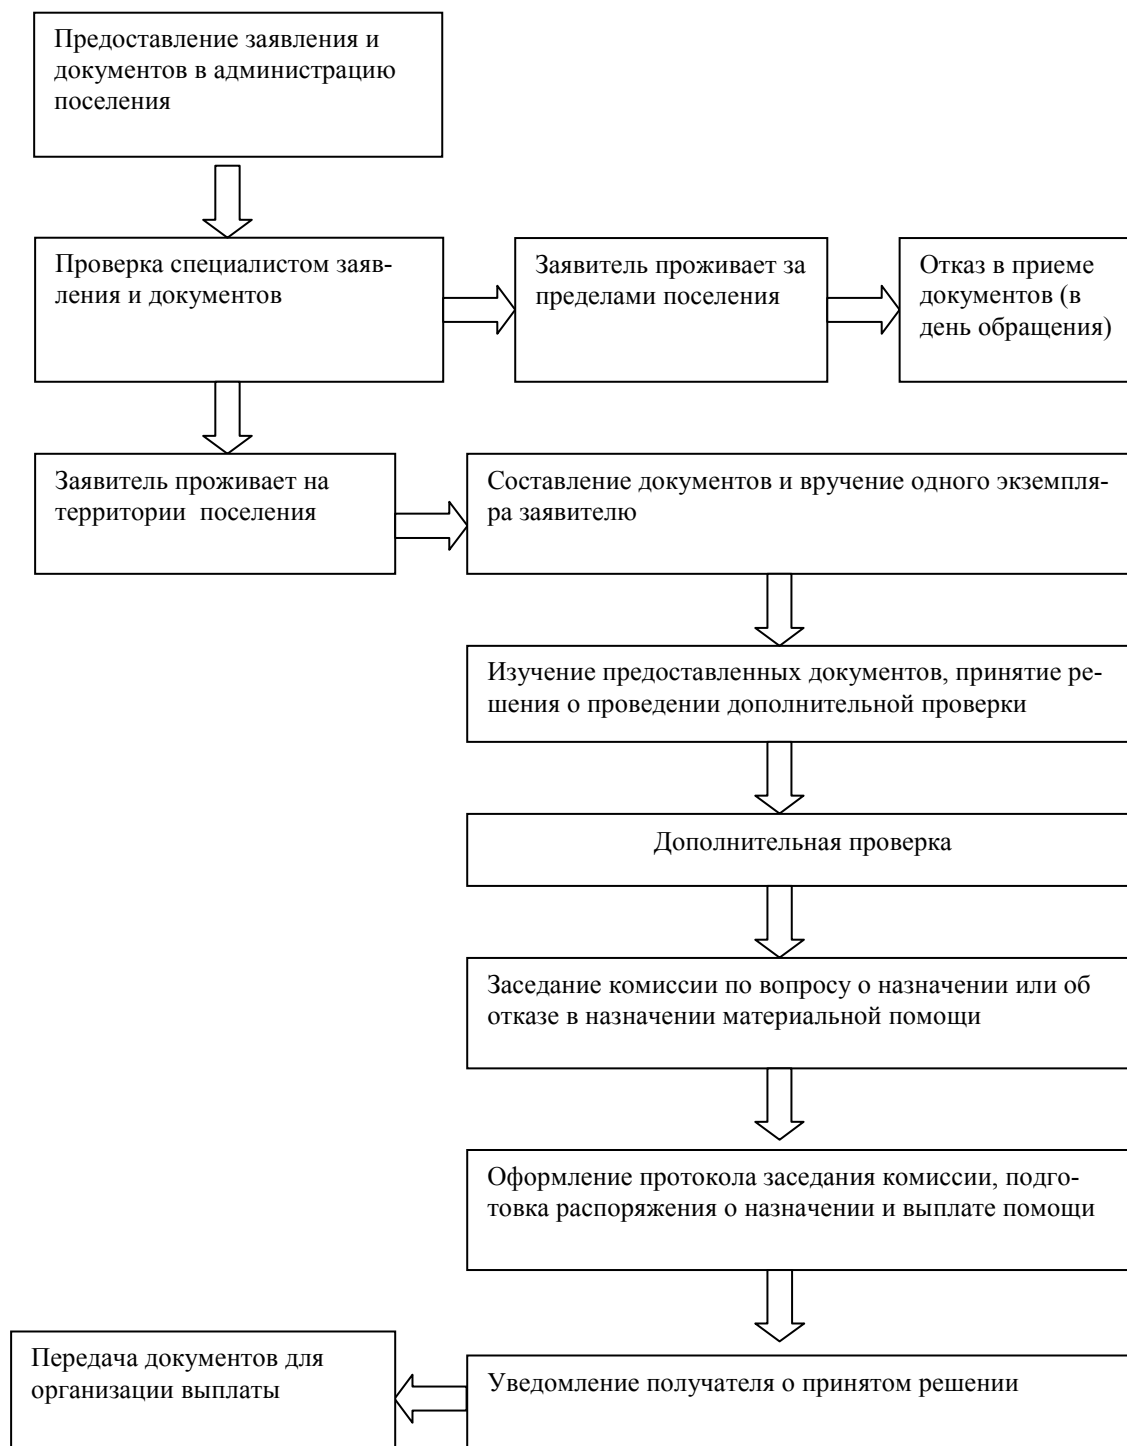 Предоставление заявления и
документов в администрацию
поселения
Проверка специалистом заяв-
ления и документов
Заявитель проживает за
пределами поселения
Отказ в приеме
документов (в
день обращения)
Заявитель проживает на
территории  поселения
Составление документов и вручение одного экземпля-
ра заявителю
Изучение предоставленных документов, принятие ре-
шения о проведении дополнительной проверки
Дополнительная проверка
Заседание комиссии по вопросу о назначении или об
отказе в назначении материальной помощи
Оформление протокола заседания комиссии, подго-
товка распоряжения о назначении и выплате помощи
Передача документов для
организации выплаты
Уведомление получателя о принятом решении